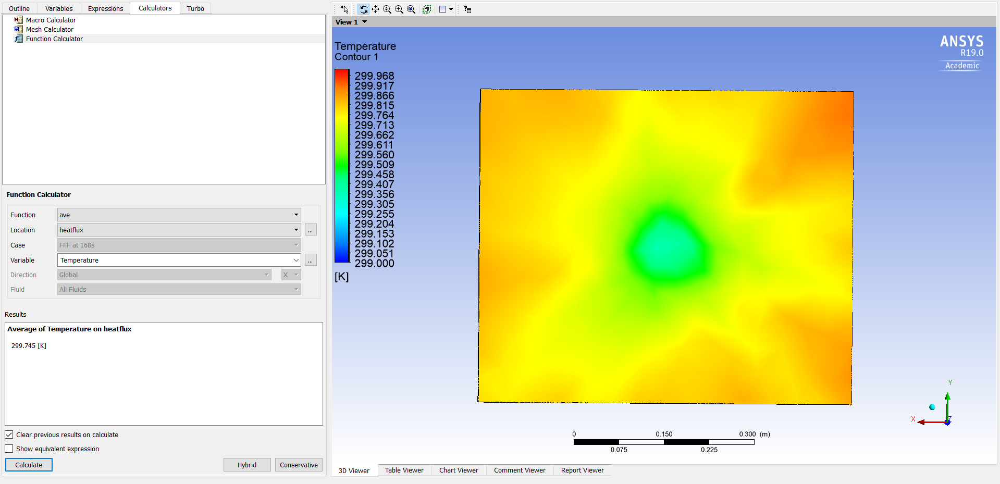 Outline Variables Expressions Calculators Turbo
Macro Calculator
Mesh Calculator
Function Calculator
Function Calculator
Function ave
Location heatflux ...
Case FFF at 168s
Variable Temperature ...
Direction Global X
Fluid All Fluids
Results
Average of Temperature on heatflux
299.745 [K]
Clear previous results on calculate
Show equivalent expression
Calculate Hybrid Conservative
View 1
Temperature
Contour 1
299.968
299.917
299.866
299.815
299.764
299.713
299.662
299.611
299.560
299.509
299.458
299.407
299.356
299.305
299.255
299.204
299.153
299.102
299.051
299.000
[K]
ANSYS
R19.0
Academic
Y
X Z
0 0.150 0.300 (m)
0.075 0.225
3D Viewer Table Viewer Chart Viewer Comment Viewer Report Viewer